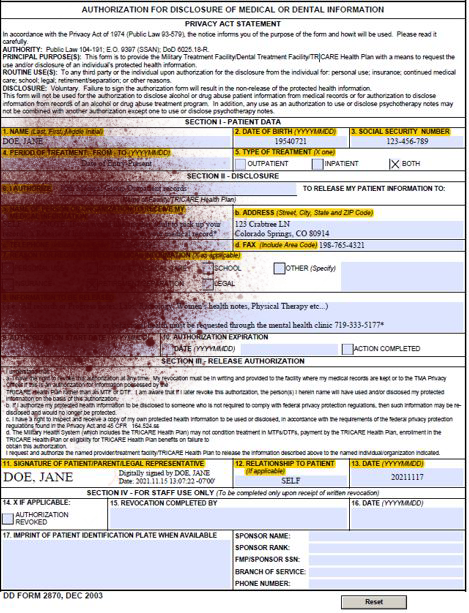 AUTHORIZATION FOR DISCLOSURE OF MEDICAL OR DENTAL INFORMATION
PRIVACY ACT STATEMENT
In accordance with the Privacy Act of 1974 (Public Law 93-579), the notice informs you of the purpose of the form and how it will be used. Please read it
carefully.
AUTHORITY: Public Law 104-191; E.O. 9397 (SSAN); DoD 6025.18-R.
PRINCIPAL PURPOSE(S): This form is to provide the Military Treatment Facility/Dental Treatment Facility/TRICARE Health Plan with a means to request the
use and/or disclosure of an individual's protected health information.
ROUTINE USE(S): To any third party or the individual upon authorization for the disclosure from the individual for: personal use; insurance; continued medical
care; school; legal; retirement/separation; or other reasons.
DISCLOSURE: Voluntary. Failure to sign the authorization form will result in the non-release of the protected health information.
This form will not be used for the authorization to disclose alcohol or drug abuse patient information from medical records or for authorization to disclose
information from records of an alcohol or drug abuse treatment program. In addition, any use as an authorization to use or disclose psychotherapy notes may
not be combined with another authorization except one to use or disclose psychotherapy notes.
SECTION I - PATIENT DATA
1. NAME (Last, First, Middle Initial)
2. DATE OF BIRTH (YYYYMMDD)
3. SOCIAL SECURITY NUMBER
DOE, JANE
19540721
123-456-789
4. PERIOD OF TREATMENT: FROM - TO (YYYYMMDD)
5. TYPE OF TREATMENT (X one)
Date of Entry-Present
OUTPATIENT
INPATIENT
X BOTH
SECTION II - DISCLOSURE
6. I AUTHORIZE
records
TO RELEASE MY PATIENT INFORMATION TO:
(Name of Facility/TRICARE Health Plan)
b. ADDRESS (Street, City, State and ZIP Code)
pick up your
medical record*
123 Crabtree LN
Colorado Springs, CO 80914
d. FAX (Include Area Code) 198-765-4321
(X as applicable)
SCHOOL
OTHER (Specify)
LEGAL
Women's health notes, Physical Therapy etc...)
must be requested through the mental health clinic 719-333-5177*
10. AUTHORIZATION EXPIRATION
DATE (YYYYMMDD)
ACTION COMPLETED
SECTION III - RELEASE AUTHORIZATION
I understand that:
a. I have the right to revoke this authorization at any time. My revocation must be in writing and provided to the facility where my medical records are kept or to the TMA Privacy
Officer if this is an authorization for information possessed by the
TRICARE Health Plan rather than an MTF or DTF. I am aware that if I later revoke this authorization, the person(s) I herein name will have used and/or disclosed my protected
information on the basis of this authorization.
b. If I authorize my protected health information to be disclosed to someone who is not required to comply with federal privacy protection regulations, then such information may be re-
disclosed and would no longer be protected.
c. I have a right to inspect and receive a copy of my own protected health information to be used or disclosed, in accordance with the requirements of the federal privacy protection
regulations found in the Privacy Act and 45 CFR 164.524.ss
d. The Military Health System (which includes the TRICARE Health Plan) may not condition treatment in MTFs/DTFs, payment by the TRICARE Health Plan, enrollment in the
TRICARE Health Plan or eligibility for TRICARE Health Plan benefits on failure to
obtain this authorization.
I request and authorize the named provider/treatment facility/TRICARE Health Plan to release the information described above to the named individual/organization indicated.
11. SIGNATURE OF PATIENT/PARENT/LEGAL REPRESENTATIVE
12. RELATIONSHIP TO PATIENT
(If applicable)
13. DATE (YYYYMMDD)
DOE, JANE
Digitally signed by DOE, JANE
Date: 2021.11.15 13:07:22 -07'00'
SELF
20211117
SECTION IV - FOR STAFF USE ONLY (To be completed only upon receipt of written revocation)
14. X IF APPLICABLE:
15. REVOCATION COMPLETED BY
16. DATE (YYYYMMDD)
AUTHORIZATION
REVOKED
17. IMPRINT OF PATIENT IDENTIFICATION PLATE WHEN AVAILABLE
SPONSOR NAME:
SPONSOR RANK:
FMP/SPONSOR SSN:
BRANCH OF SERVICE:
PHONE NUMBER:
DD FORM 2870, DEC 2003
Reset